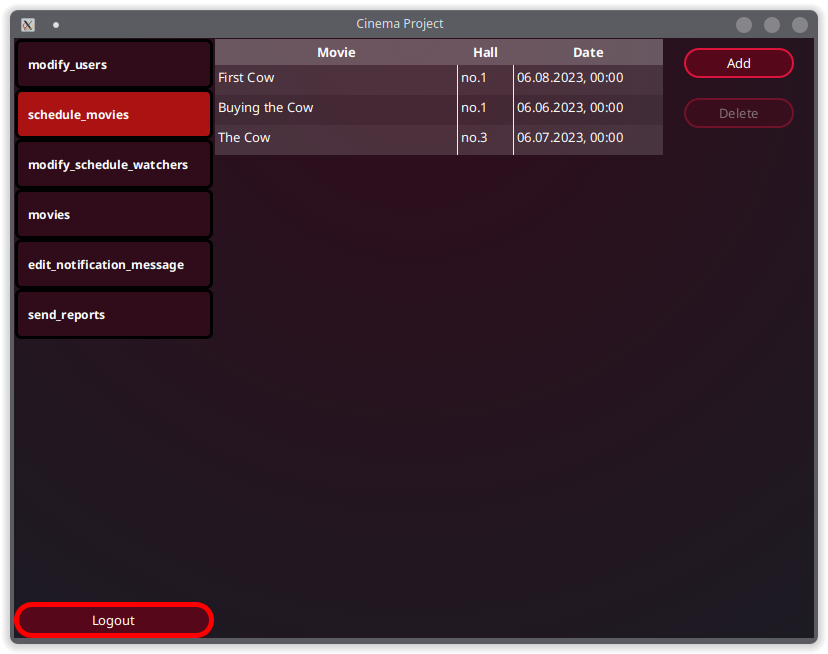 Cinema Project
modify_users
schedule_movies
modify_schedule_watchers
movies
edit_notification_message
send_reports
Logout
Movie Hall Date
First Cow no.1 06.08.2023, 00:00
Buying the Cow no.1 06.06.2023, 00:00
The Cow no.3 06.07.2023, 00:00
Add
Delete